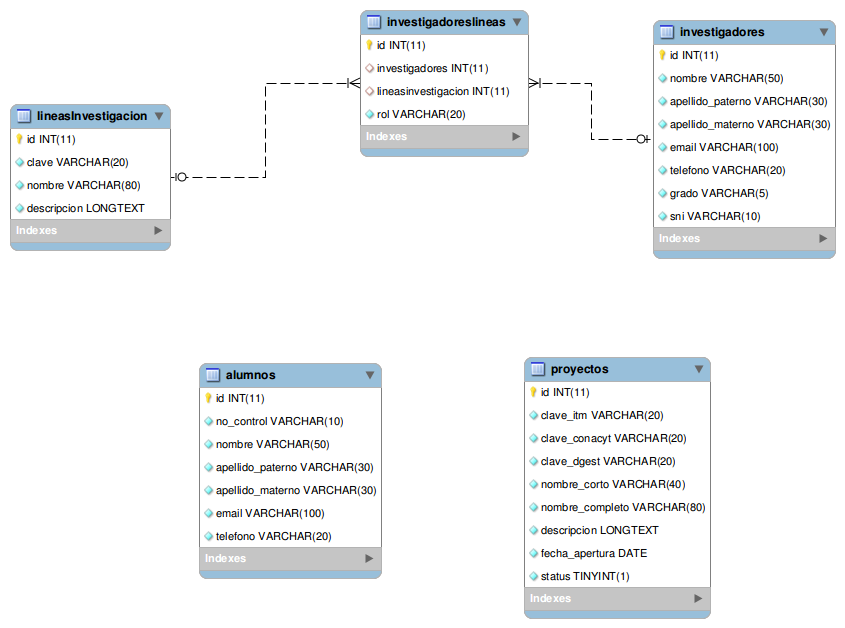 investigadoreslineas
id INT(11)
investigadores INT(11)
lineasinvestigacion INT(11)
rol VARCHAR(20)
Indexes
investigadores
id INT(11)
nombre VARCHAR(50)
apellido_paterno VARCHAR(30)
apellido_materno VARCHAR(30)
email VARCHAR(100)
telefono VARCHAR(20)
grado VARCHAR(5)
sni VARCHAR(10)
Indexes
lineasInvestigacion
id INT(11)
clave VARCHAR(20)
nombre VARCHAR(80)
descripcion LONGTEXT
Indexes
alumnos
id INT(11)
no_control VARCHAR(10)
nombre VARCHAR(50)
apellido_paterno VARCHAR(30)
apellido_materno VARCHAR(30)
email VARCHAR(100)
telefono VARCHAR(20)
Indexes
proyectos
id INT(11)
clave_itm VARCHAR(20)
clave_conacyt VARCHAR(20)
clave_dgest VARCHAR(20)
nombre_corto VARCHAR(40)
nombre_completo VARCHAR(80)
descripcion LONGTEXT
fecha_apertura DATE
status TINYINT(1)
Indexes